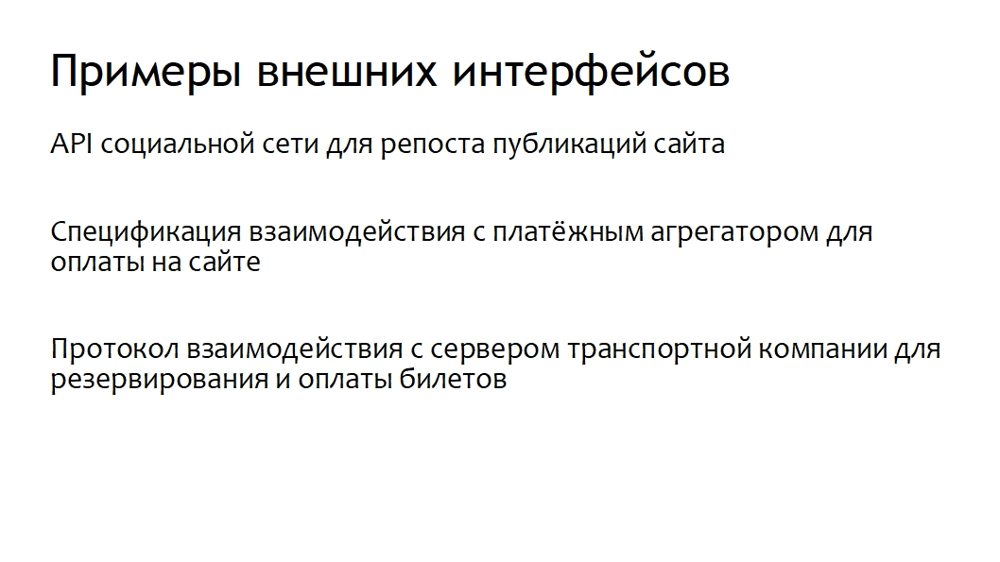 Примеры внешних интерфейсов
API социальной сети для репоста публикаций сайта
Спецификация взаимодействия с платёжным агрегатором для
оплаты на сайте
Протокол взаимодействия с сервером транспортной компании для
резервирования и оплаты билетов